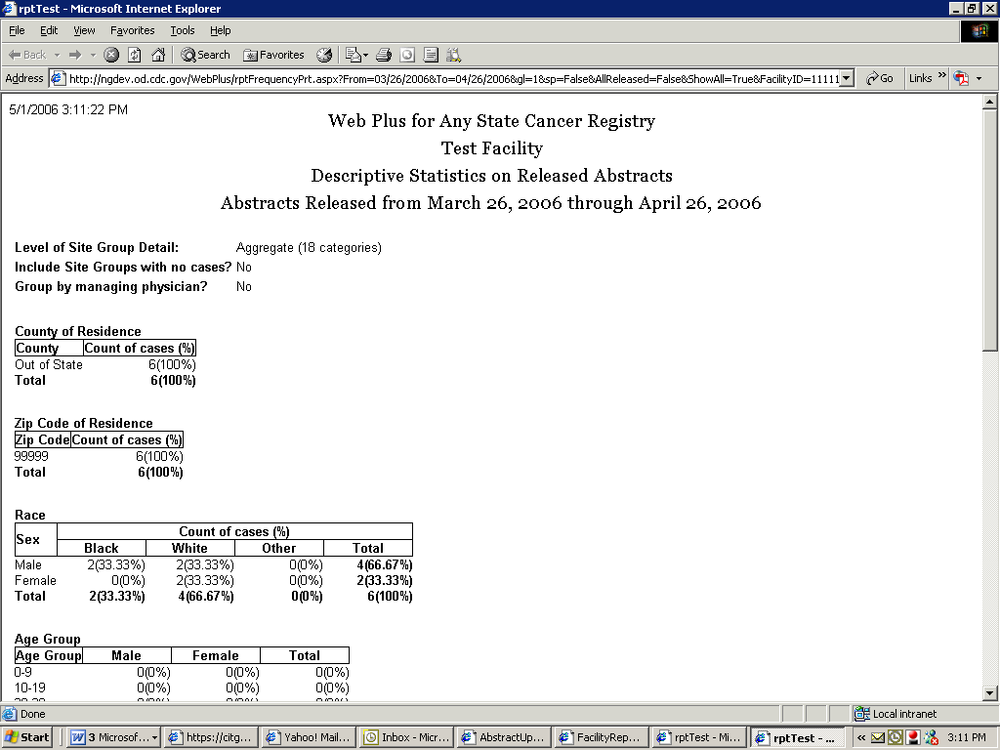 rptTest - Microsoft Internet Explorer
File Edit View Favorites Tools Help
Back Search Favorites
Address http://ngdev.od.cdc.gov/WebPlus/rptFrequencyPrt.aspx?From=03/26/2006&To=04/26/2006&gl=1&sp=False&AllReleased=False&ShowAll=True&FacilityID=11111 Go Links »
5/1/2006 3:11:22 PM
Web Plus for Any State Cancer Registry
Test Facility
Descriptive Statistics on Released Abstracts
Abstracts Released from March 26, 2006 through April 26, 2006
Level of Site Group Detail: Aggregate (18 categories)
Include Site Groups with no cases? No
Group by managing physician? No
County of Residence
County Count of cases (%)
Out of State 6(100%)
Total 6(100%)
Zip Code of Residence
Zip Code Count of cases (%)
99999 6(100%)
Total 6(100%)
Race
Sex Count of cases (%)
Black White Other Total
Male 2(33.33%) 2(33.33%) 0(0%) 4(66.67%)
Female 0(0%) 2(33.33%) 0(0%) 2(33.33%)
Total 2(33.33%) 4(66.67%) 0(0%) 6(100%)
Age Group
Age Group Male Female Total
0-9 0(0%) 0(0%) 0(0%)
10-19 0(0%) 0(0%) 0(0%)
Done Local intranet
Start 3 Microsof... https://citg... Yahoo! Mail... Inbox - Micr... AbstractUp... FacilityRep... rptTest - Mi... rptTest - ... « 3:11 PM